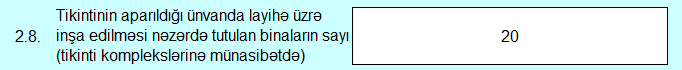 Tikintinin aparıldığı ünvanda layihə üzrə
2.8. inşa edilməsi nəzərdə tutulan binaların sayı 20
(tikinti komplekslərinə münasibətdə)